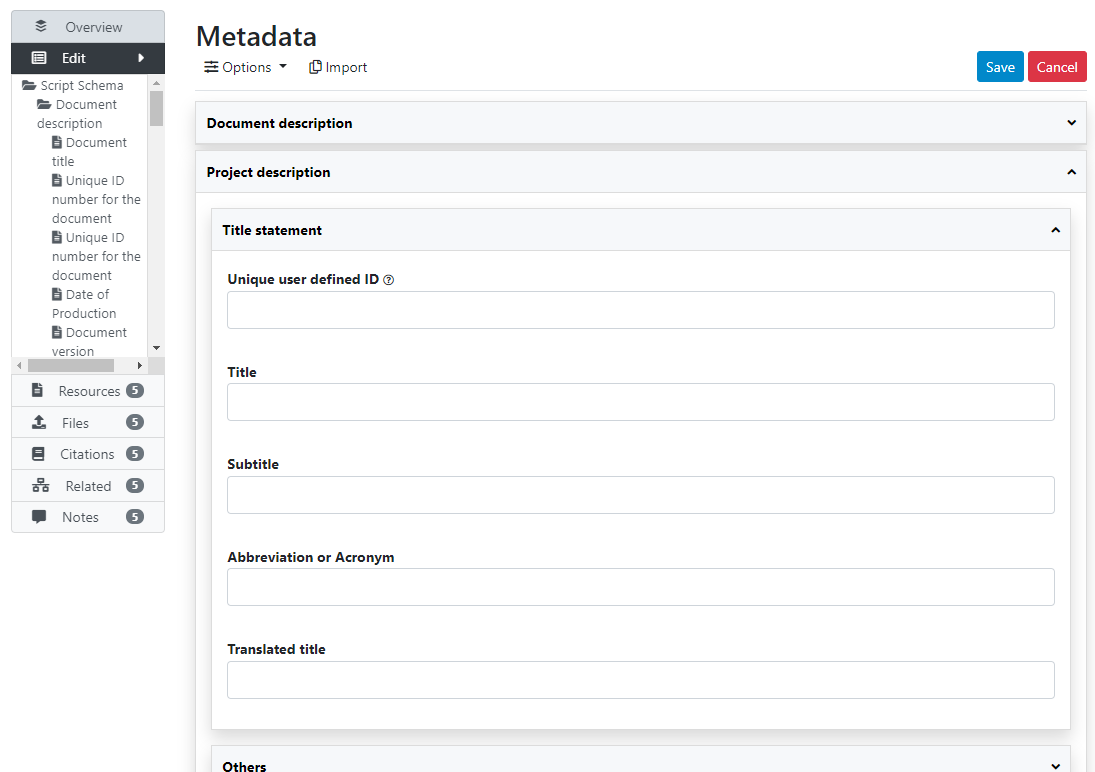 Overview
Edit
Script Schema
Document
description
Document
title
Unique ID
number for the
document
Unique ID
number for the
document
Date of
Production
Document
version
Resources 5
Files 5
Citations 5
Related 5
Notes 5
Metadata
Options Import
Save Cancel
Document description
Project description
Title statement
Unique user defined ID
Title
Subtitle
Abbreviation or Acronym
Translated title
Others